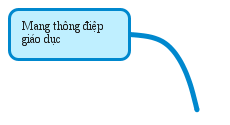 Mang thông điệp
giáo dục